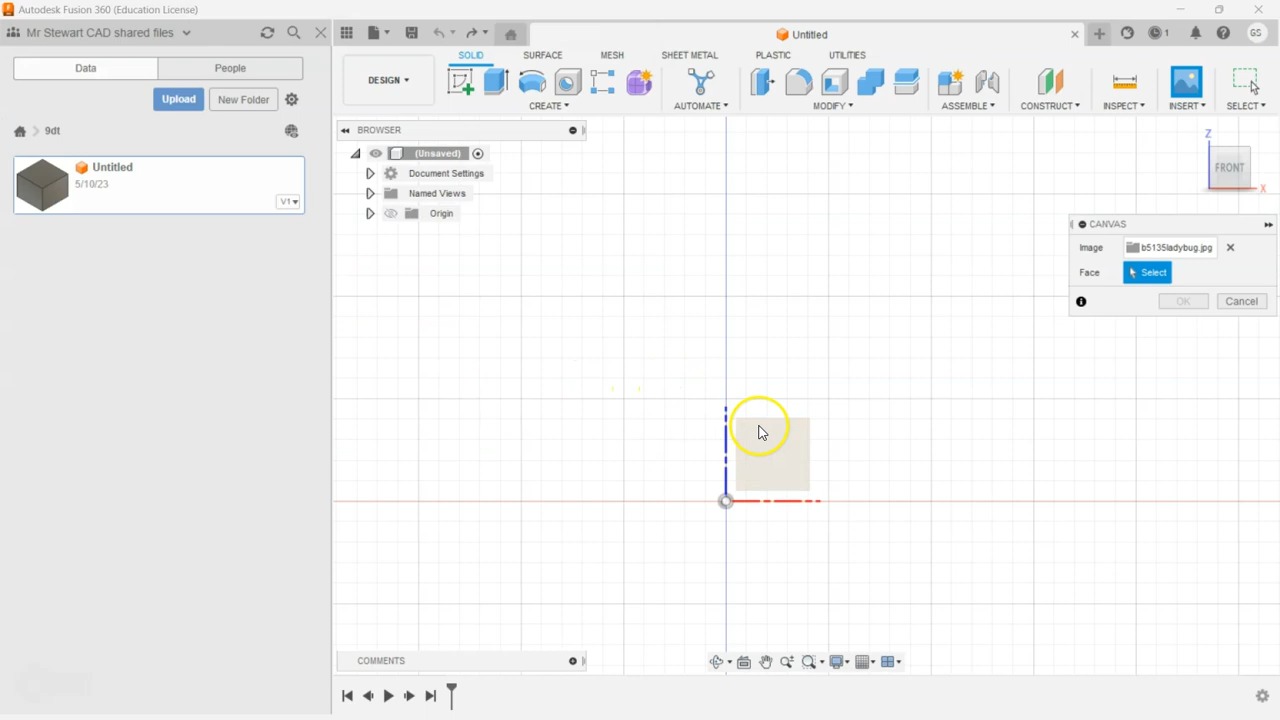 Autodesk Fusion 360 (Education License)
Mr Stewart CAD shared files
Untitled
1
GS
Data
People
Upload
New Folder
9dt
Untitled
5/10/23
V1
DESIGN
SOLID
SURFACE
MESH
SHEET METAL
PLASTIC
UTILITIES
CREATE
AUTOMATE
MODIFY
ASSEMBLE
CONSTRUCT
INSPECT
INSERT
SELECT
BROWSER
(Unsaved)
Document Settings
Named Views
Origin
Z
FRONT
X
CANVAS
Image
b5135ladybug.jpg
Face
Select
OK
Cancel
COMMENTS